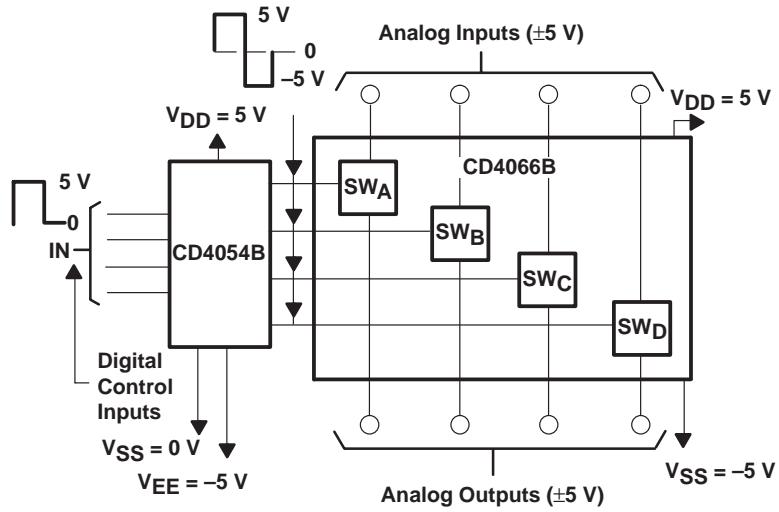 5 V
0
−5 V
Analog Inputs (±5 V)
VDD = 5 V
VDD = 5 V
CD4066B
5 V
0
IN
CD4054B
SWA
SWB
SWC
SWD
Digital
Control
Inputs
VSS = 0 V
VEE = −5 V
VSS = −5 V
Analog Outputs (±5 V)